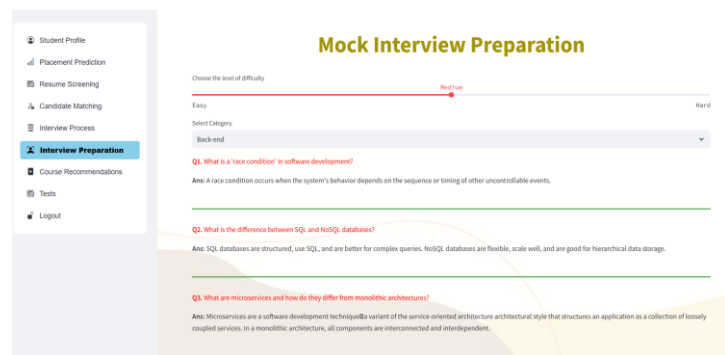 Student Profile
Placement Prediction
Resume Screening
Candidate Matching
Interview Process
Interview Preparation
Course Recommendations
Tests
Logout
Mock Interview Preparation
Choose the level of difficulty
Medium
Easy
Hard
Select Category
Back-end
Q1. What is a 'race condition' in software development?
Ans: A race condition occurs when the system's behavior depends on the sequence or timing of other uncontrollable events.
Q2. What is the difference between SQL and NoSQL databases?
Ans: SQL databases are structured, use SQL, and are better for complex queries. NoSQL databases are flexible, scale well, and are good for hierarchical data storage.
Q3. What are microservices and how do they differ from monolithic architectures?
Ans: Microservices are a software development technique�a variant of the service-oriented architecture architectural style that structures an application as a collection of loosely
coupled services. In a monolithic architecture, all components are interconnected and interdependent.